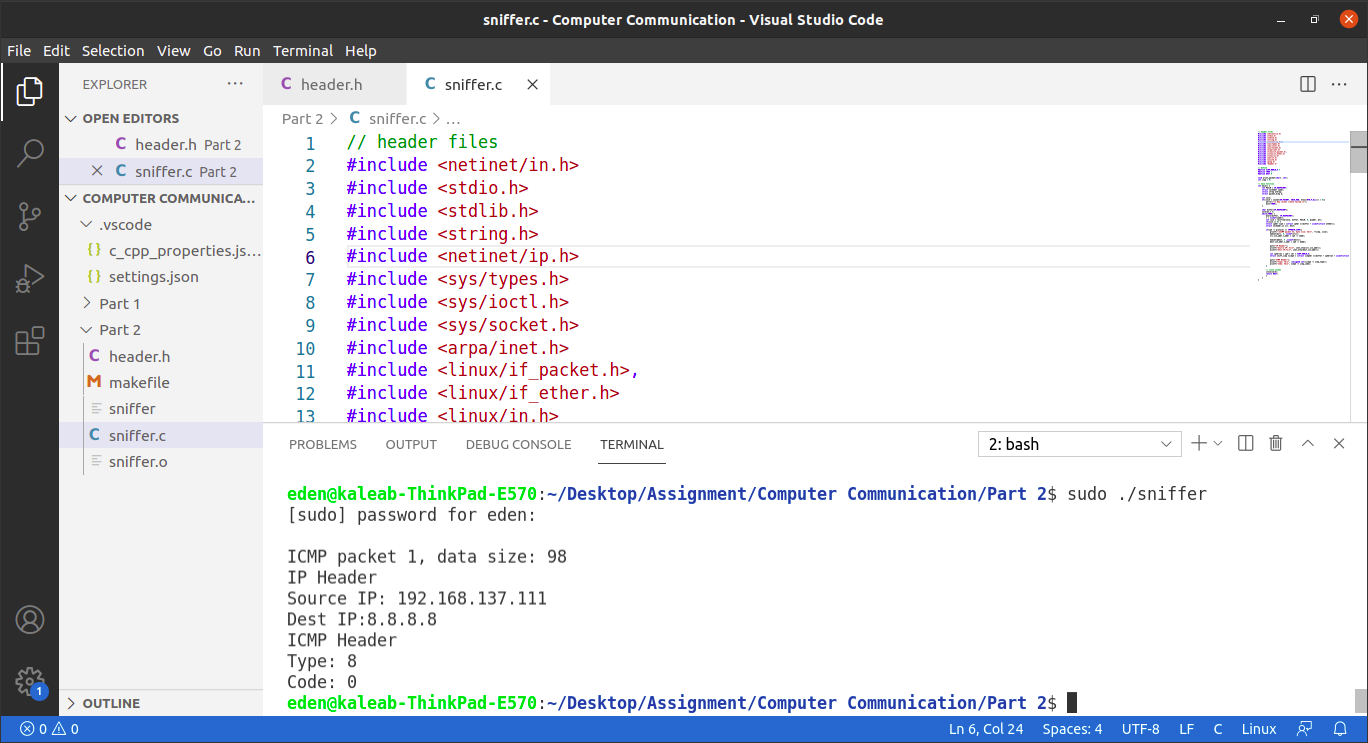 sniffer.c - Computer Communication - Visual Studio Code
File Edit Selection View Go Run Terminal Help
EXPLORER
header.h
sniffer.c
OPEN EDITORS
header.h Part 2
sniffer.c Part 2
COMPUTER COMMUNICA...
.vscode
c_cpp_properties.js...
settings.json
Part 1
Part 2
header.h
makefile
sniffer
sniffer.c
sniffer.o
OUTLINE
Part 2 > C sniffer.c > ...
1 // header files
2 #include <netinet/in.h>
3 #include <stdio.h>
4 #include <stdlib.h>
5 #include <string.h>
6 #include <netinet/ip.h>
7 #include <sys/types.h>
8 #include <sys/ioctl.h>
9 #include <sys/socket.h>
10 #include <arpa/inet.h>
11 #include <linux/if_packet.h>,
12 #include <linux/if_ether.h>
13 #include <linux/in.h>
PROBLEMS OUTPUT DEBUG CONSOLE TERMINAL 2: bash
eden@kaleab-ThinkPad-E570:~/Desktop/Assignment/Computer Communication/Part 2$ sudo ./sniffer
[sudo] password for eden:
ICMP packet 1, data size: 98
IP Header
Source IP: 192.168.137.111
Dest IP:8.8.8.8
ICMP Header
Type: 8
Code: 0
eden@kaleab-ThinkPad-E570:~/Desktop/Assignment/Computer Communication/Part 2$
1
0 0 Ln 6, Col 24 Spaces: 4 UTF-8 LF C Linux